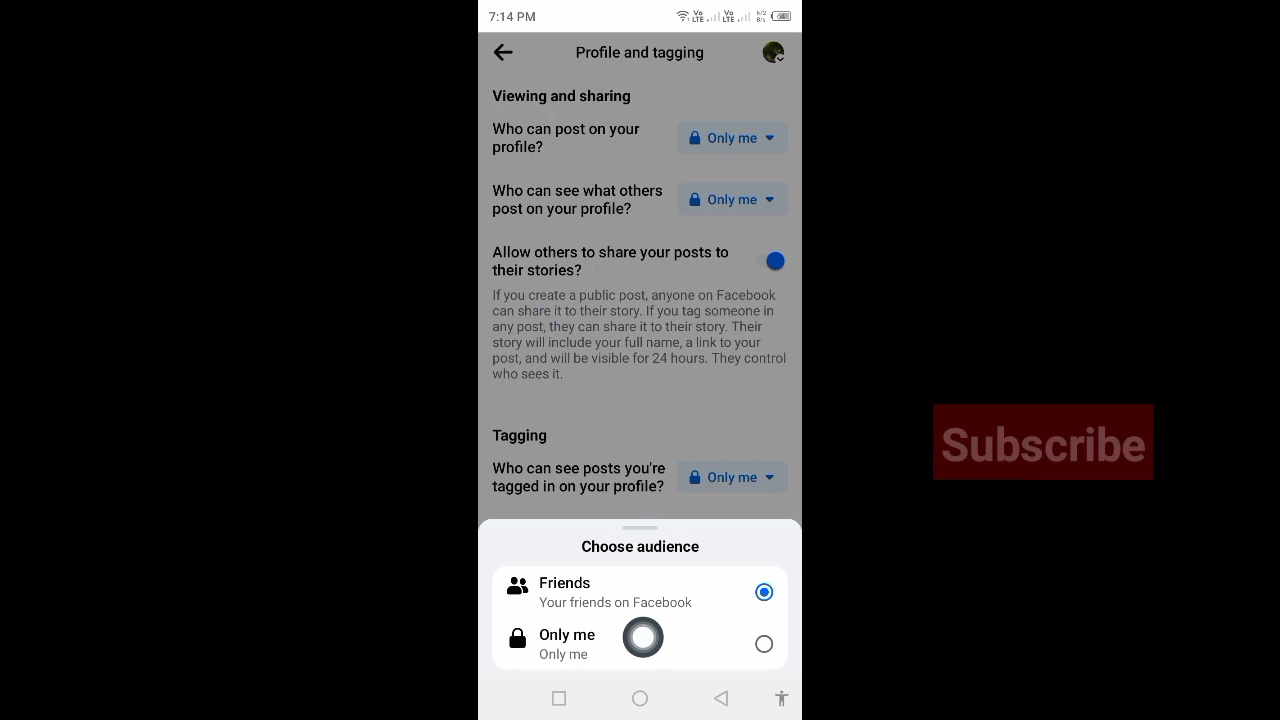 7:14 PM
Profile and tagging
Viewing and sharing
Who can post on your
profile?
Only me
Who can see what others
post on your profile?
Only me
Allow others to share your posts to
their stories?
If you create a public post, anyone on Facebook
can share it to their story. If you tag someone in
any post, they can share it to their story. Their
story will include your full name, a link to your
post, and will be visible for 24 hours. They control
who sees it.
Tagging
Who can see posts you're
tagged in on your profile?
Only me
Subscribe
Choose audience
Friends
Your friends on Facebook
Only me
Only me